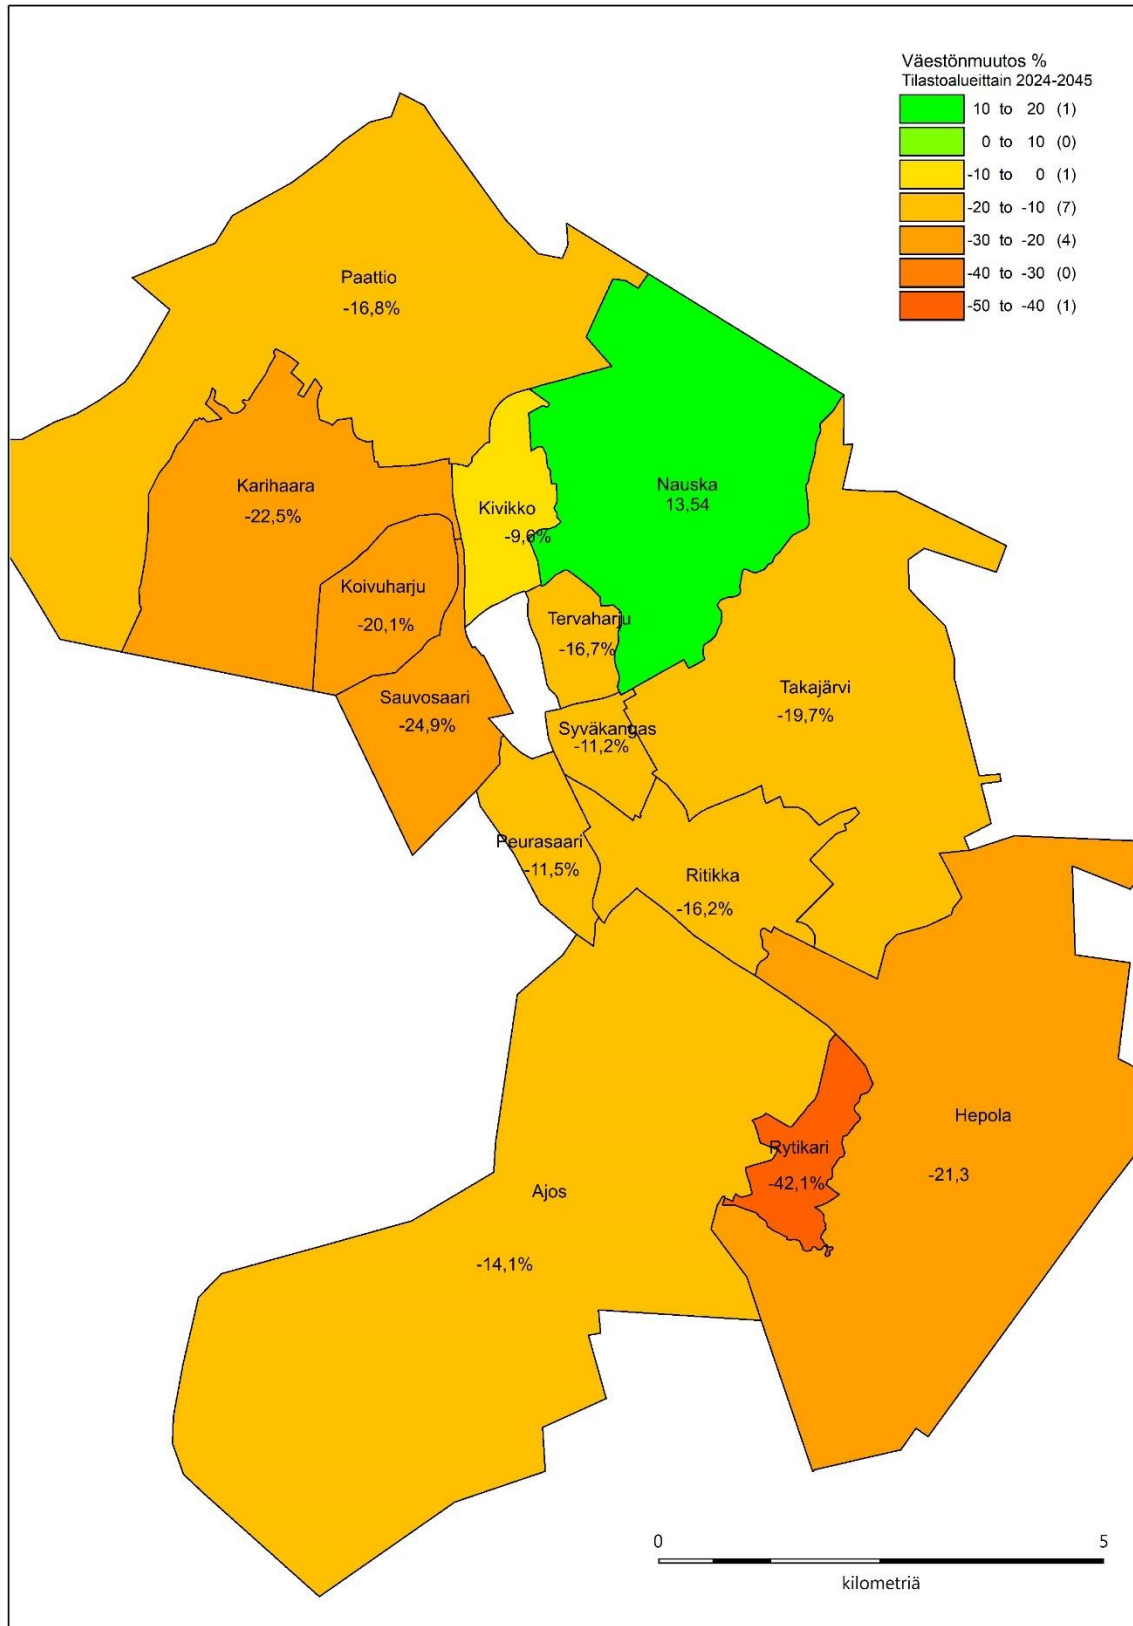 Väestönmuutos %
Tilastoalueittain 2024-2045
10 to 20 (1)
0 to 10 (0)
-10 to 0 (1)
-20 to -10 (7)
-30 to -20 (4)
-40 to -30 (0)
-50 to -40 (1)
Paattio
-16,8%
Karihaara
-22,5%
Kivikko
-9,6%
Nauska
13,54
Koivuharju
-20,1%
Tervaharju
-16,7%
Sauvosaari
-24,9%
Takajärvi
-19,7%
Syväkangas
-11,2%
Peurasaari
-11,5%
Ritikka
-16,2%
Hepola
-21,3
Rytikari
-42,1%
Ajos
-14,1%
0 5
kilometriä